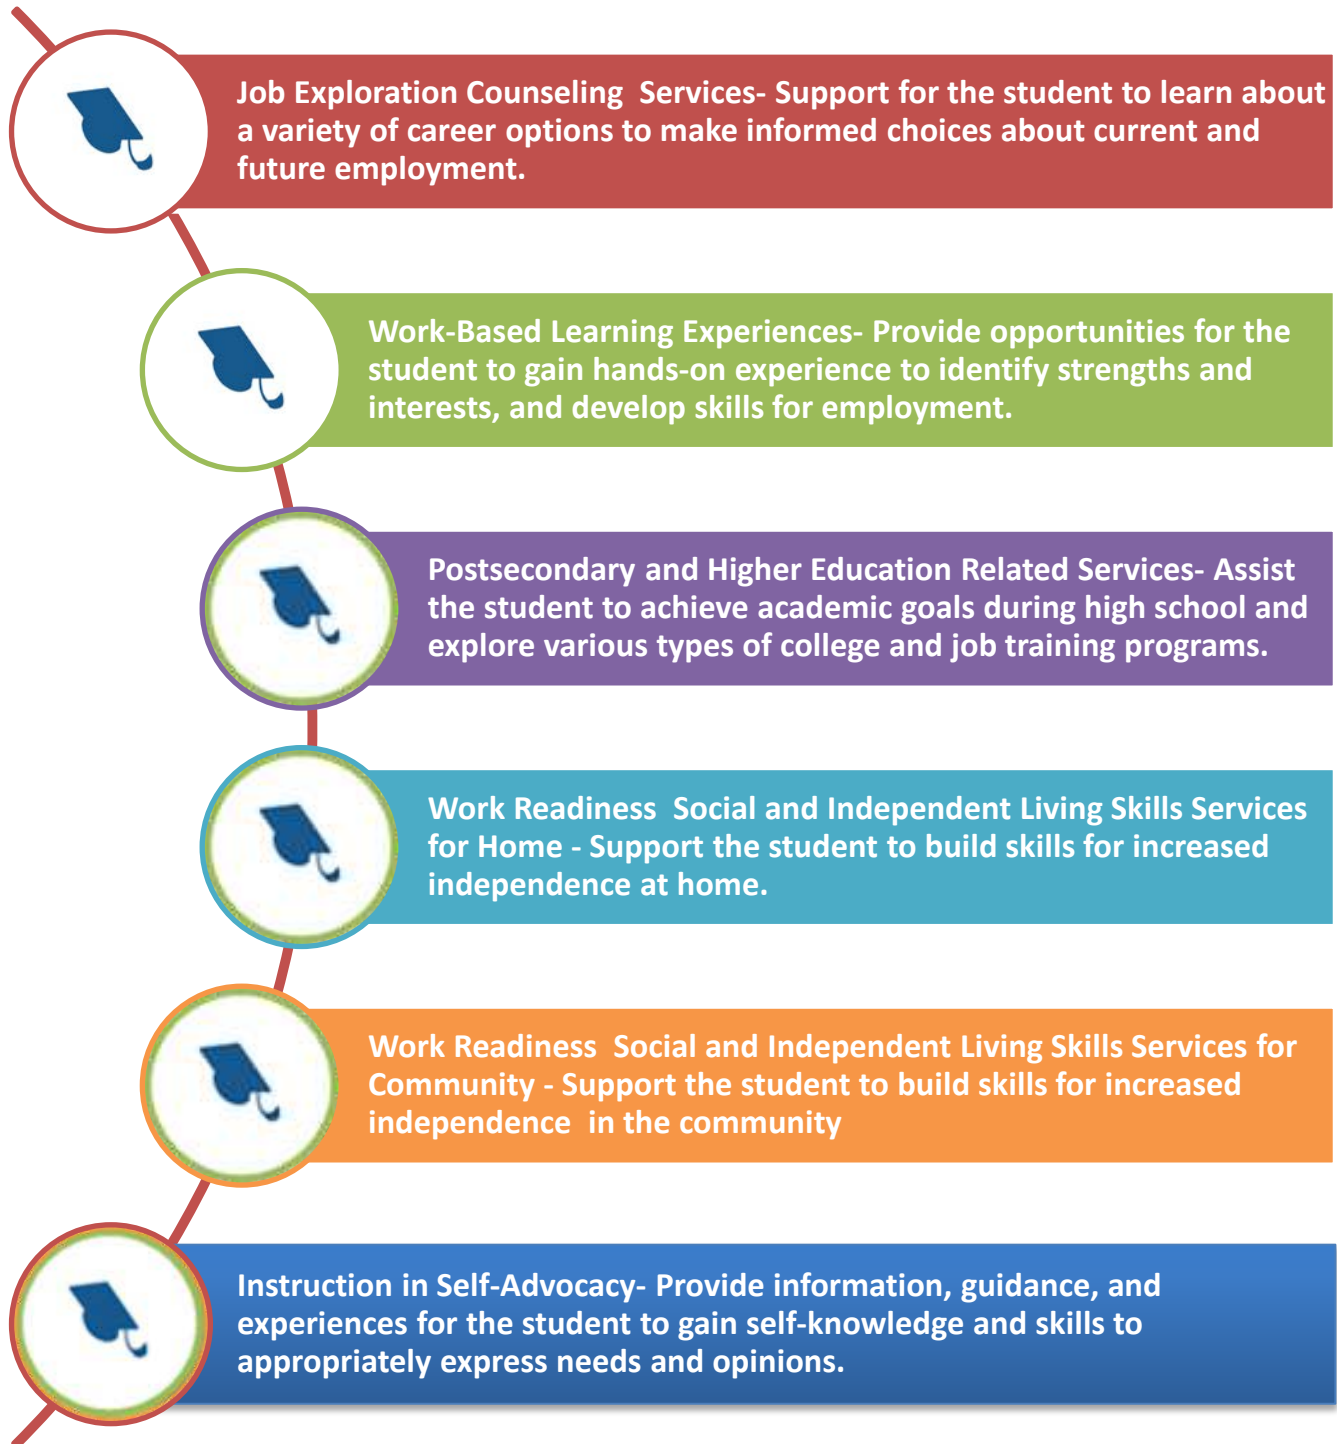 Job Exploration Counseling  Services- Support for the student to learn about
a variety of career options to make informed choices about current and
future employment.
Work-Based Learning Experiences- Provide opportunities for the
student to gain hands-on experience to identify strengths and
interests, and develop skills for employment.
Postsecondary and Higher Education Related Services- Assist
the student to achieve academic goals during high school and
explore various types of college and job training programs.
Work Readiness  Social and Independent Living Skills Services
for Home - Support the student to build skills for increased
independence at home.
Work Readiness  Social and Independent Living Skills Services for
Community - Support the student to build skills for increased
independence  in the community
Instruction in Self-Advocacy- Provide information, guidance, and
experiences for the student to gain self-knowledge and skills to
appropriately express needs and opinions.